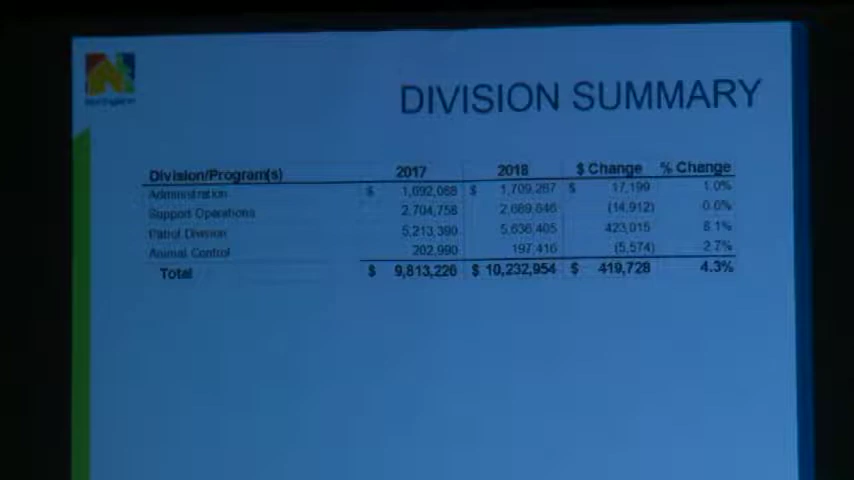 DIVISION SUMMARY
Division/Program(s) 2017 2018 $ Change % Change
Administration $ 1,692,068 $ 1,709,267 $ 17,199 1.0%
Support Operations 2,704,758 2,689,846 (14,912) 0.6%
Patrol Division 5,213,390 5,636,405 423,015 8.1%
Animal Control 202,990 197,416 (5,574) 2.7%
Total $ 9,813,226 $ 10,232,954 $ 419,728 4.3%